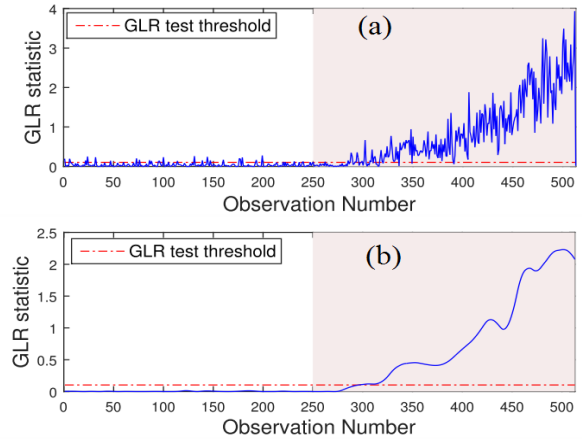 GLR test threshold
(a)
GLR statistic
4
3
2
1
0
0 50 100 150 200 250 300 350 400 450 500
Observation Number
GLR test threshold
(b)
GLR statistic
2.5
2
1.5
1
0.5
0
0 50 100 150 200 250 300 350 400 450 500
Observation Number